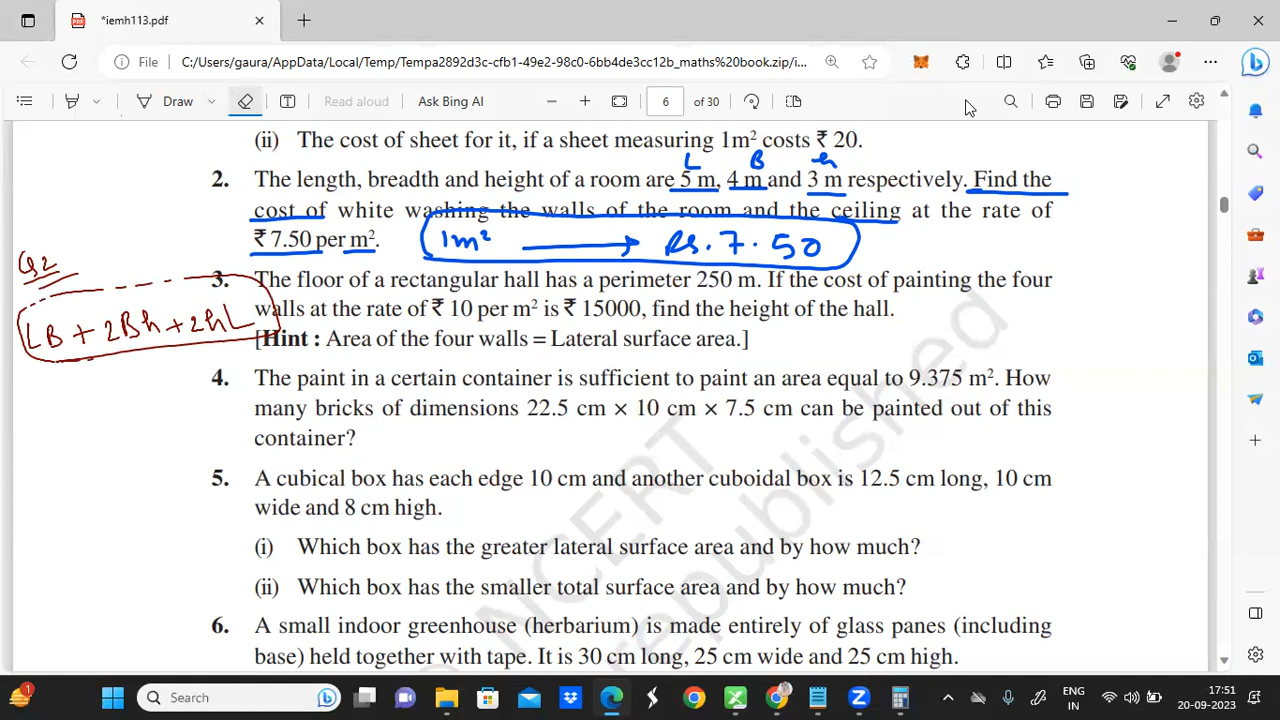 *iemh113.pdf
File
C:/Users/gaura/AppData/Local/Temp/Tempa2892d3c-cfb1-49e2-98c0-6bb4de3cc12b_maths%20book.zip/i...
Draw
Read aloud
Ask Bing AI
6 of 30
(ii) The cost of sheet for it, if a sheet measuring 1m² costs ₹ 20.
L B h
2. The length, breadth and height of a room are 5 m, 4 m and 3 m respectively. Find the
cost of white washing the walls of the room and the ceiling at the rate of
₹ 7.50 per m².
1m² → Rs. 7.50
Q2
LB + 2Bh + 2hL
3. The floor of a rectangular hall has a perimeter 250 m. If the cost of painting the four
walls at the rate of ₹ 10 per m² is ₹ 15000, find the height of the hall.
[Hint : Area of the four walls = Lateral surface area.]
4. The paint in a certain container is sufficient to paint an area equal to 9.375 m². How
many bricks of dimensions 22.5 cm × 10 cm × 7.5 cm can be painted out of this
container?
5. A cubical box has each edge 10 cm and another cuboidal box is 12.5 cm long, 10 cm
wide and 8 cm high.
(i) Which box has the greater lateral surface area and by how much?
(ii) Which box has the smaller total surface area and by how much?
6. A small indoor greenhouse (herbarium) is made entirely of glass panes (including
base) held together with tape. It is 30 cm long, 25 cm wide and 25 cm high.
NCERT
republished
1
Search
ENG
IN
17:51
20-09-2023